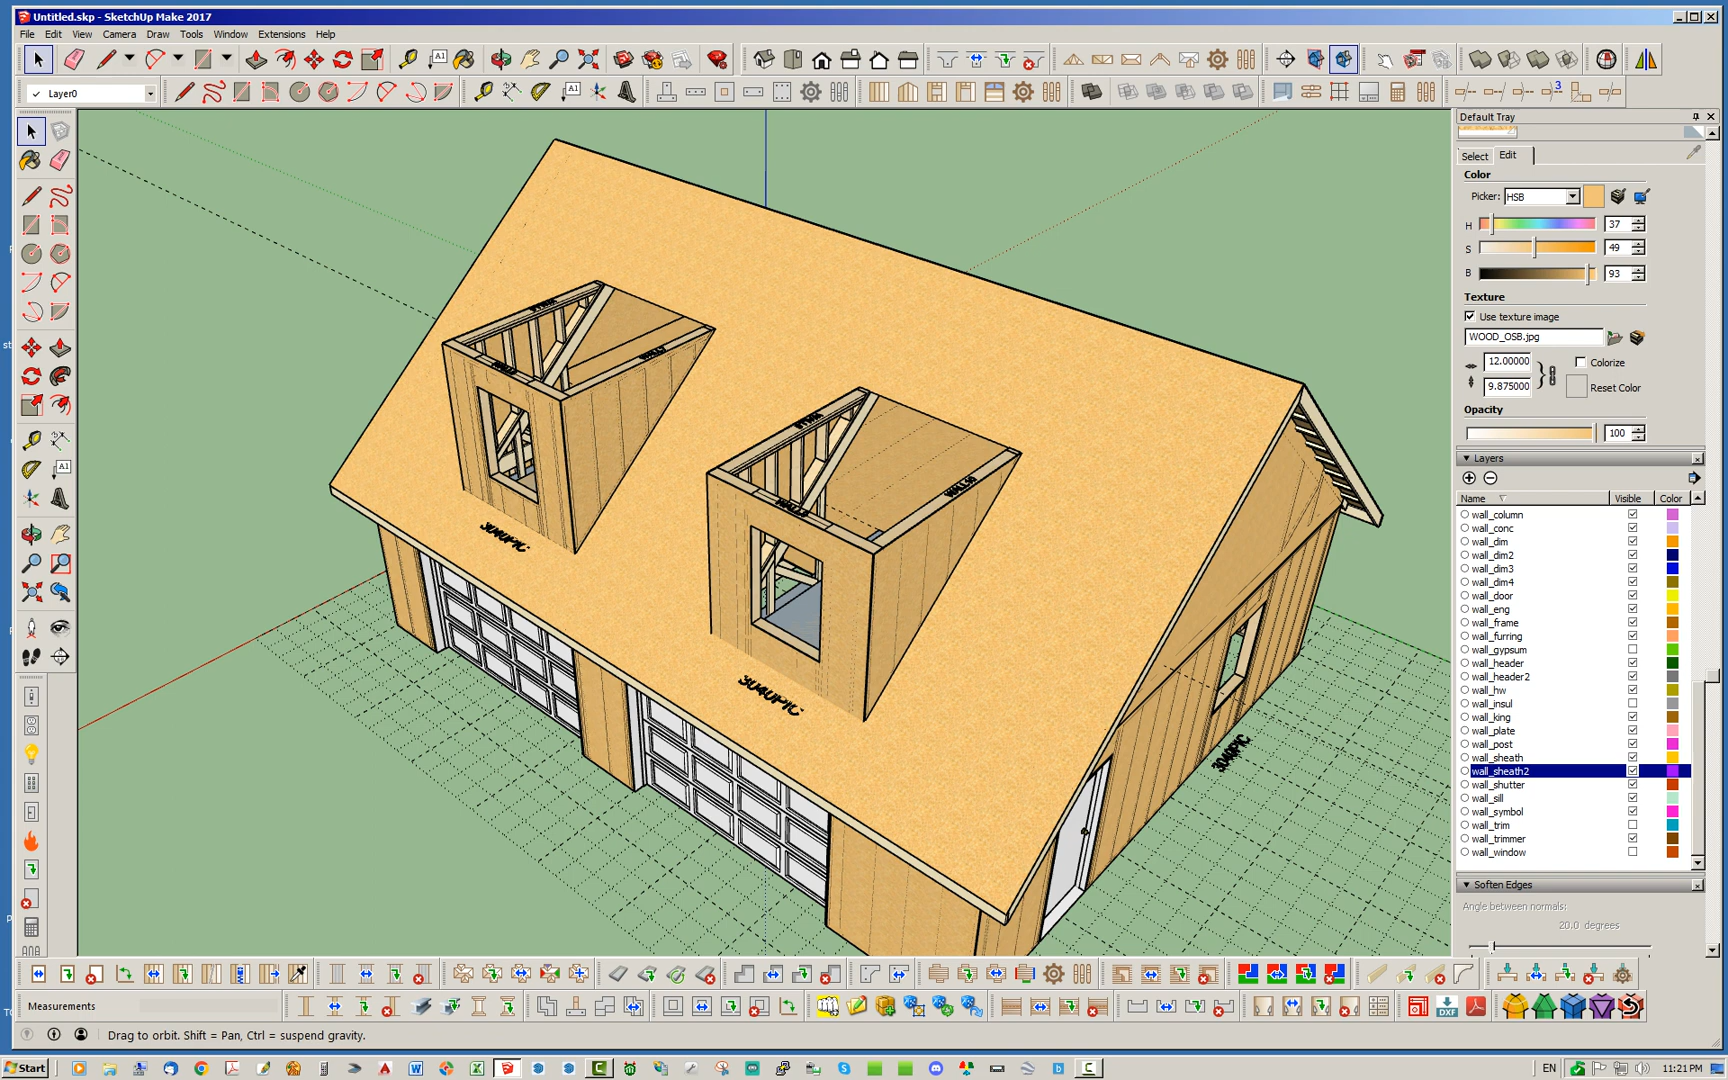 Untitled.skp - SketchUp Make 2017
File Edit View Camera Draw Tools Window Extensions Help
Layer0
Default Tray
Select Edit
Color
Picker: HSB
H 37
S 49
B 93
Texture
Use texture image
WOOD_OSB.jpg
12.00000 Colorize
9.875000 Reset Color
Opacity
100
Layers
Name Visible Color
wall_column
wall_conc
wall_dim
wall_dim2
wall_dim3
wall_dim4
wall_door
wall_eng
wall_frame
wall_furring
wall_gypsum
wall_header
wall_header2
wall_hw
wall_insul
wall_king
wall_plate
wall_post
wall_sheath
wall_sheath2
wall_shutter
wall_sill
wall_symbol
wall_trim
wall_trimmer
wall_window
Soften Edges
Angle between normals:
20.0 degrees
3040PIC
3040PIC
3040PIC
Measurements
Drag to orbit. Shift = Pan, Ctrl = suspend gravity.
Start
EN
11:21 PM